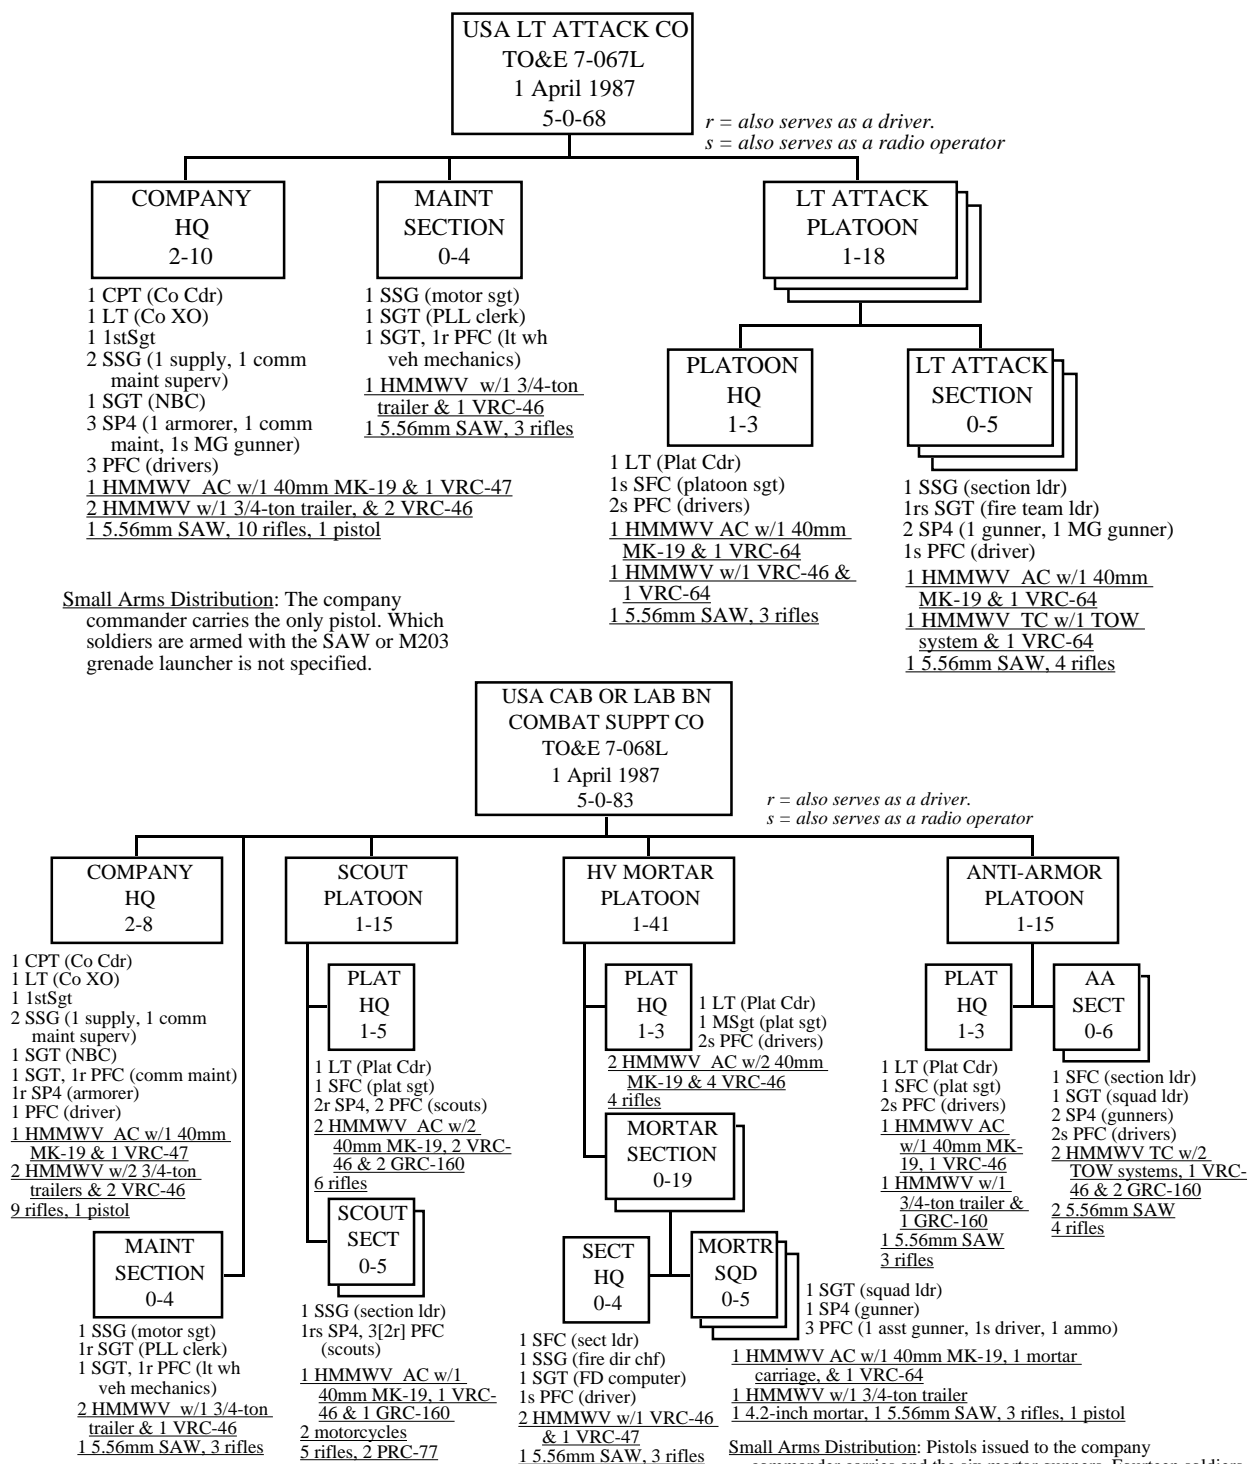 USA LT ATTACK CO
TO&E 7-067L
1 April 1987
5-0-68
r = also serves as a driver.
s = also serves as a radio operator
COMPANY
HQ
2-10
1 CPT (Co Cdr)
1 LT (Co XO)
1 1stSgt
2 SSG (1 supply, 1 comm
maint superv)
1 SGT (NBC)
3 SP4 (1 armorer, 1 comm
maint, 1s MG gunner)
3 PFC (drivers)
1 HMMWV AC w/1 40mm MK-19 & 1 VRC-47
2 HMMWV w/1 3/4-ton trailer, & 2 VRC-46
1 5.56mm SAW, 10 rifles, 1 pistol
MAINT
SECTION
0-4
1 SSG (motor sgt)
1 SGT (PLL clerk)
1 SGT, 1r PFC (lt wh
veh mechanics)
1 HMMWV w/1 3/4-ton
trailer & 1 VRC-46
1 5.56mm SAW, 3 rifles
LT ATTACK
PLATOON
1-18
PLATOON
HQ
1-3
1 LT (Plat Cdr)
1s SFC (platoon sgt)
2s PFC (drivers)
1 HMMWV AC w/1 40mm
MK-19 & 1 VRC-64
1 HMMWV w/1 VRC-46 &
1 VRC-64
1 5.56mm SAW, 3 rifles
LT ATTACK
SECTION
0-5
1 SSG (section ldr)
1rs SGT (fire team ldr)
2 SP4 (1 gunner, 1 MG gunner)
1s PFC (driver)
1 HMMWV AC w/1 40mm
MK-19 & 1 VRC-64
1 HMMWV TC w/1 TOW
system & 1 VRC-64
1 5.56mm SAW, 4 rifles
Small Arms Distribution: The company
commander carries the only pistol. Which
soldiers are armed with the SAW or M203
grenade launcher is not specified.
USA CAB OR LAB BN
COMBAT SUPPT CO
TO&E 7-068L
1 April 1987
5-0-83
r = also serves as a driver.
s = also serves as a radio operator
COMPANY
HQ
2-8
1 CPT (Co Cdr)
1 LT (Co XO)
1 1stSgt
2 SSG (1 supply, 1 comm
maint superv)
1 SGT (NBC)
1 SGT, 1r PFC (comm maint)
1r SP4 (armorer)
1 PFC (driver)
1 HMMWV AC w/1 40mm
MK-19 & 1 VRC-47
2 HMMWV w/2 3/4-ton
trailers & 2 VRC-46
9 rifles, 1 pistol
MAINT
SECTION
0-4
1 SSG (motor sgt)
1r SGT (PLL clerk)
1 SGT, 1r PFC (lt wh
veh mechanics)
2 HMMWV w/1 3/4-ton
trailer & 1 VRC-46
1 5.56mm SAW, 3 rifles
SCOUT
PLATOON
1-15
PLAT
HQ
1-5
1 LT (Plat Cdr)
1 SFC (plat sgt)
2r SP4, 2 PFC (scouts)
2 HMMWV AC w/2
40mm MK-19, 2 VRC-
46 & 2 GRC-160
6 rifles
SCOUT
SECT
0-5
1 SSG (section ldr)
1rs SP4, 3[2r] PFC
(scouts)
1 HMMWV AC w/1
40mm MK-19, 1 VRC-
46 & 1 GRC-160
2 motorcycles
5 rifles, 2 PRC-77
HV MORTAR
PLATOON
1-41
PLAT
HQ
1-3
1 LT (Plat Cdr)
1 MSgt (plat sgt)
2s PFC (drivers)
2 HMMWV AC w/2 40mm
MK-19 & 4 VRC-46
4 rifles
MORTAR
SECTION
0-19
SECT
HQ
0-4
1 SFC (sect ldr)
1 SSG (fire dir chf)
1 SGT (FD computer)
1s PFC (driver)
2 HMMWV w/1 VRC-46
& 1 VRC-47
1 5.56mm SAW, 3 rifles
MORTR
SQD
0-5
1 SGT (squad ldr)
1 SP4 (gunner)
3 PFC (1 asst gunner, 1s driver, 1 ammo)
1 HMMWV AC w/1 40mm MK-19, 1 mortar
carriage, & 1 VRC-64
1 HMMWV w/1 3/4-ton trailer
1 4.2-inch mortar, 1 5.56mm SAW, 3 rifles, 1 pistol
ANTI-ARMOR
PLATOON
1-15
PLAT
HQ
1-3
1 LT (Plat Cdr)
1 SFC (plat sgt)
2s PFC (drivers)
1 HMMWV AC
w/1 40mm MK-
19, 1 VRC-46
1 HMMWV w/1
3/4-ton trailer &
1 GRC-160
1 5.56mm SAW
3 rifles
AA
SECT
0-6
1 SFC (section ldr)
1 SGT (squad ldr)
2 SP4 (gunners)
2s PFC (drivers)
2 HMMWV TC w/2
TOW systems, 1 VRC-
46 & 2 GRC-160
2 5.56mm SAW
4 rifles
Small Arms Distribution: Pistols issued to the company
commander carries and the six mortar gunners. Fourteen soldiers